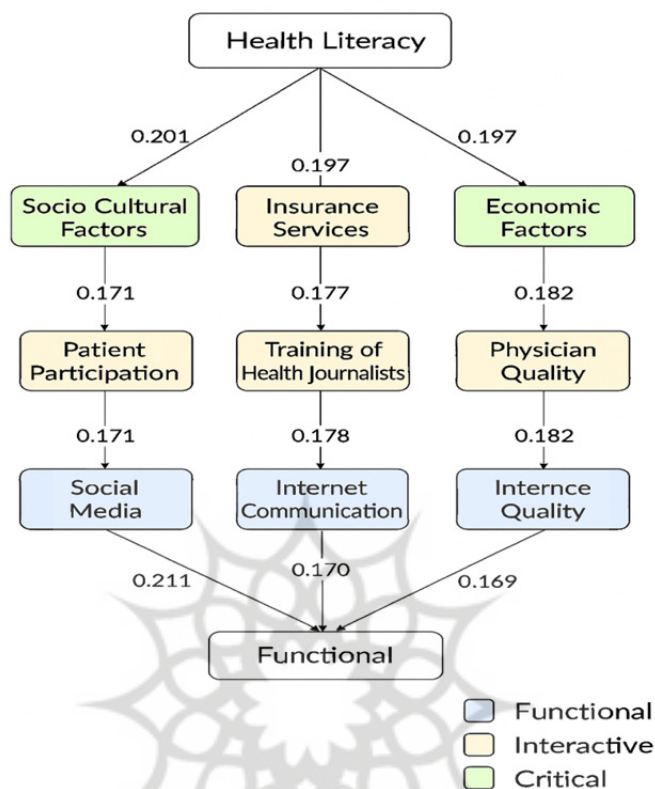 Health Literacy
0.201
0.197
0.197
Socio Cultural
Factors
Insurance
Services
Economic
Factors
0.171
0.177
0.182
Patient
Participation
Training of
Health Journalists
Physician
Quality
0.171
0.178
0.182
Social
Media
Internet
Communication
Internce
Quality
0.211
0.170
0.169
Functional
Functional
Interactive
Critical